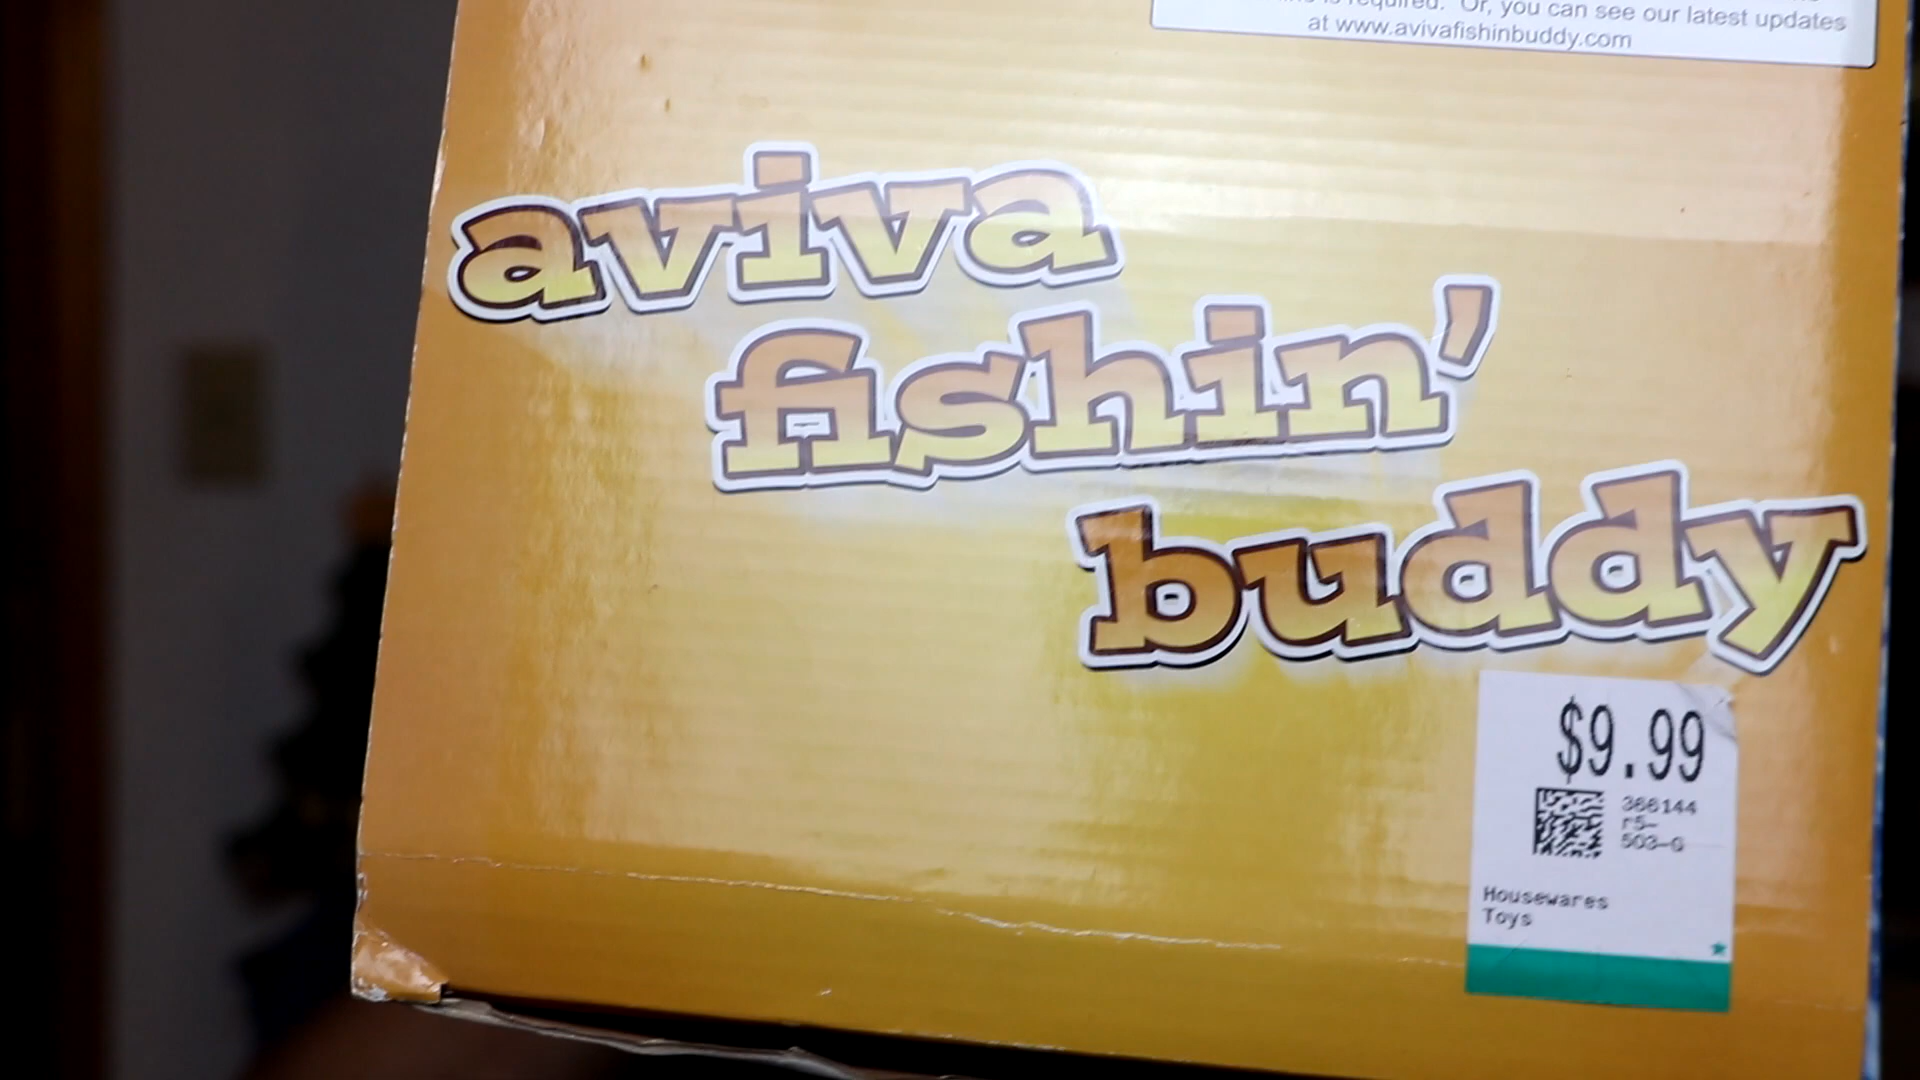 is required. Or, you can see our latest updates
at www.avivafishinbuddy.com
aviva
fishin'
buddy
$9.99
366144
r5-
503-G
Housewares
Toys